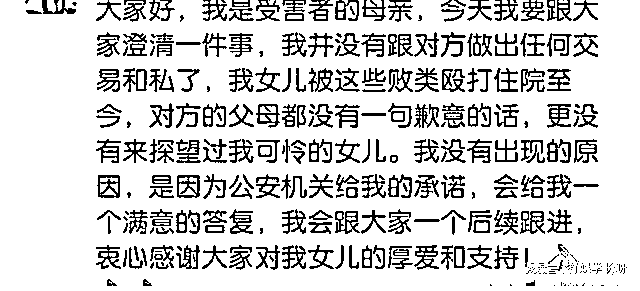 大家好，我是受害者的母亲，今天我要跟大
家澄清一件事，我并没有跟对方做出任何交
易和私了，我女儿被这些败类殴打住院至
今，对方的父母都没有一句歉意的话，更没
有来探望过我可怜的女儿。我没有出现的原
因，是因为公安机关给我的承诺，会给我一
个满意的答复，我会跟大家一个后续跟进，
衷心感谢大家对我女儿的厚爱和支持！